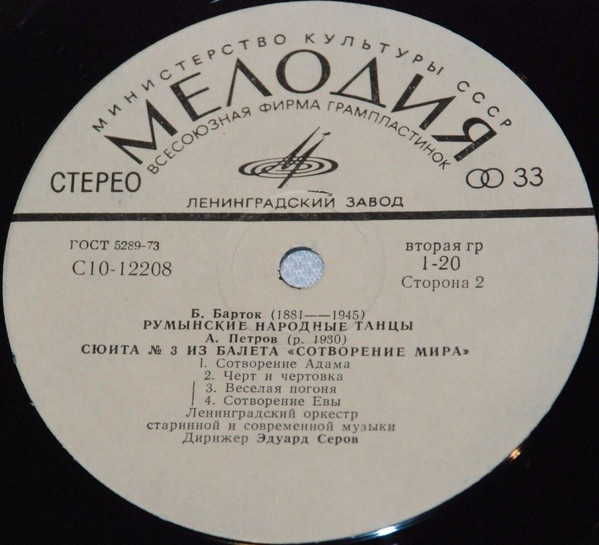 МИНИСТЕРСТВО КУЛЬТУРЫ СССР
МЕЛОДИЯ
ВСЕСОЮЗНАЯ ФИРМА ГРАМПЛАСТИНОК
СТЕРЕО 33
ЛЕНИНГРАДСКИЙ ЗАВОД
ГОСТ 5289-73 вторая гр
С10-12208 1-20
Сторона 2
Б. Барток (1881——1945)
РУМЫНСКИЕ НАРОДНЫЕ ТАНЦЫ
А. Петров (р. 1930)
СЮИТА № 3 ИЗ БАЛЕТА «СОТВОРЕНИЕ МИРА»
1. Сотворение Адама
2. Черт и чертовка
3. Веселая погоня
4. Сотворение Евы
Ленинградский оркестр
старинной и современной музыки
Дирижер Эдуард Серов